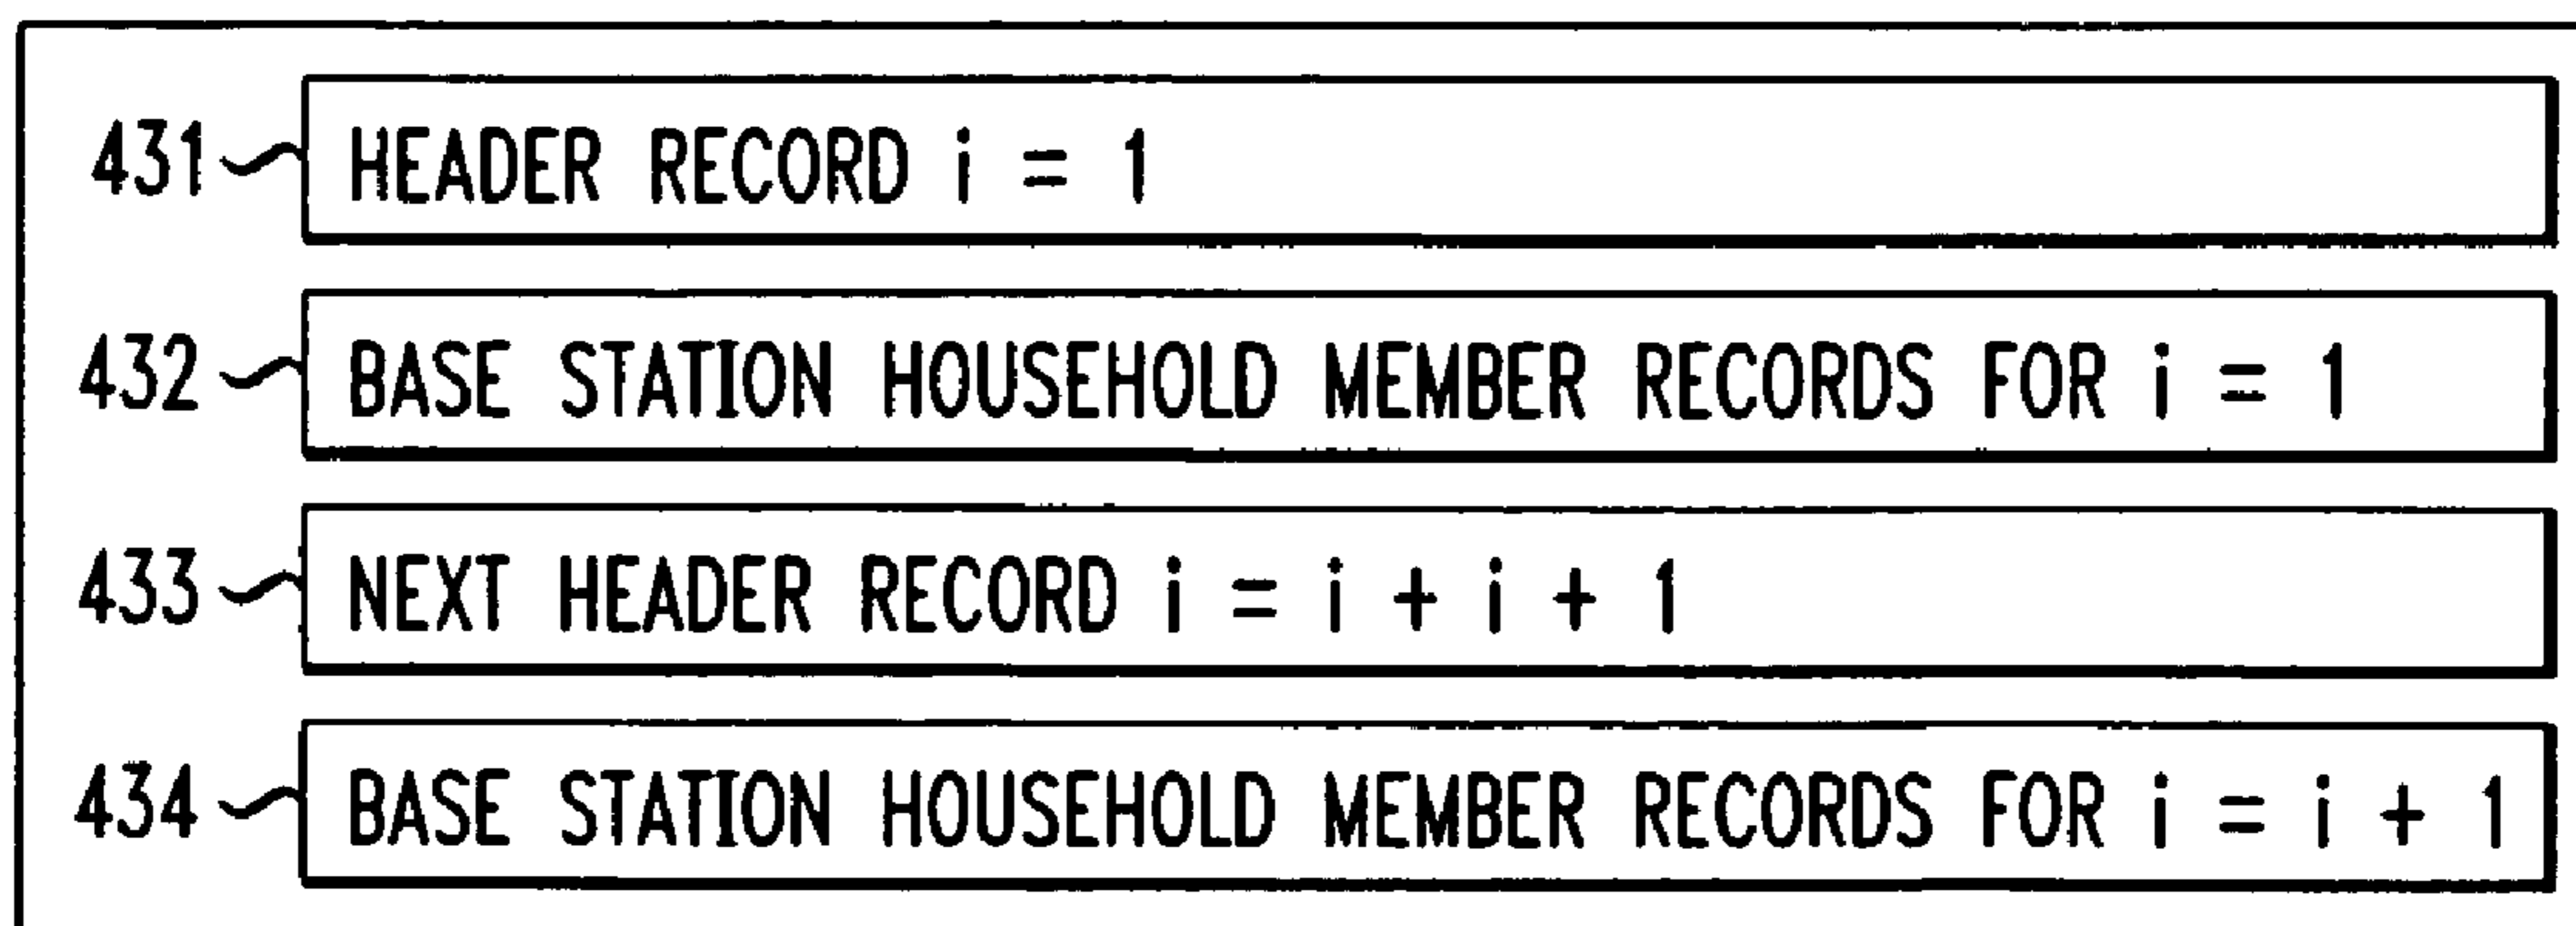 431 HEADER RECORD i = 1
432 BASE STATION HOUSEHOLD MEMBER RECORDS FOR i = 1
433 NEXT HEADER RECORD i = i + i + 1
434 BASE STATION HOUSEHOLD MEMBER RECORDS FOR i = i + 1